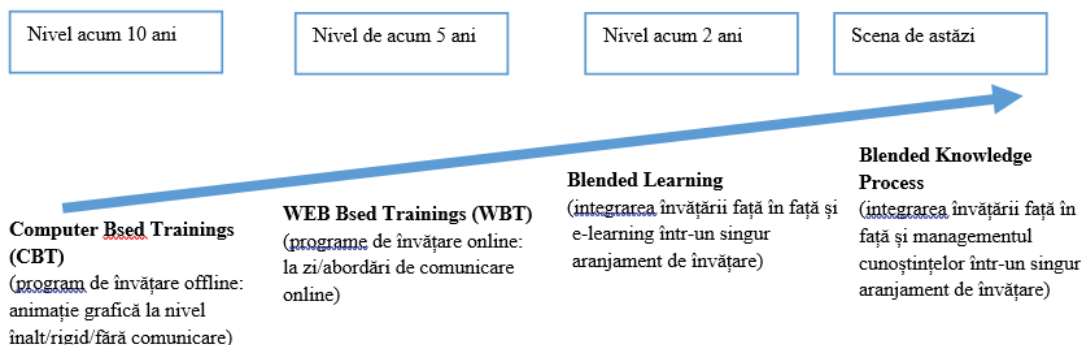 Nivel acum 10 ani
Nivel de acum 5 ani
Nivel acum 2 ani
Scena de astăzi
Computer Bsed Trainings
(CBT)
(program de învățare offline:
animație grafică la nivel
înalt/rigid/fără comunicare)
WEB Bsed Trainings (WBT)
(programe de învățare online:
la zi/abordări de comunicare
online)
Blended Learning
(integrarea învățării față în față și
e-learning într-un singur
aranjament de învățare)
Blended Knowledge
Process
(integrarea învățării față în
față și managementul
cunoștințelor într-un singur
aranjament de învățare)